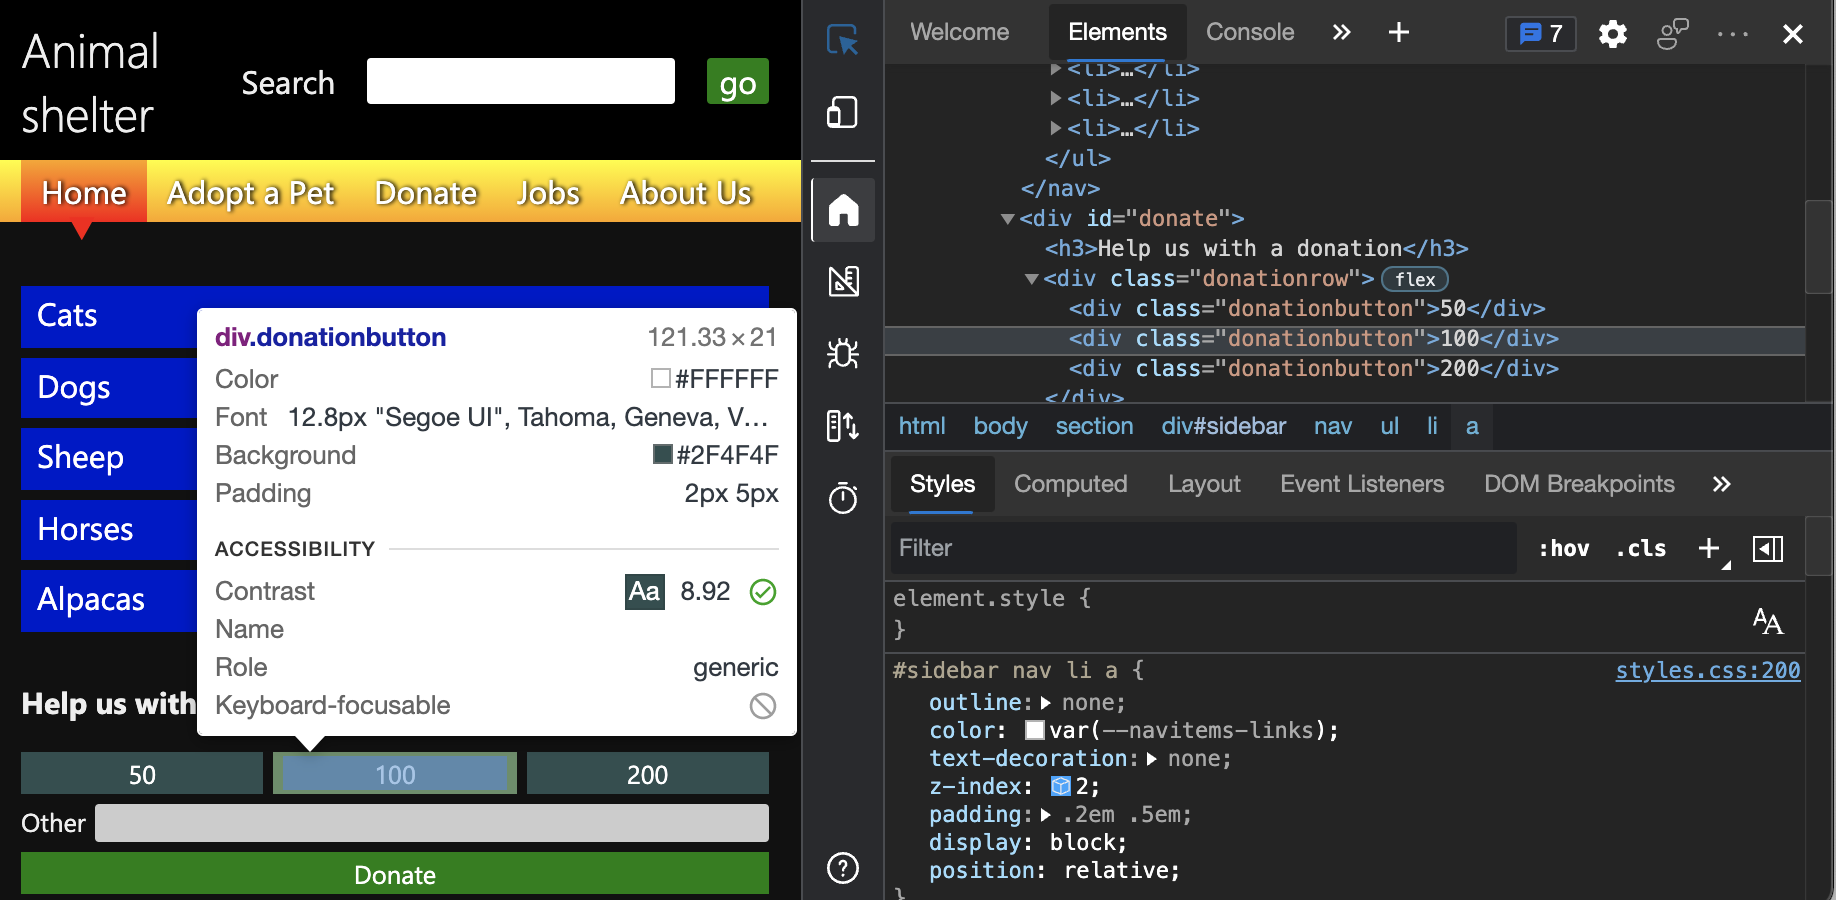 Animal
shelter
Search
go
Home Adopt a Pet Donate Jobs About Us
Cats
Dogs
Sheep
Horses
Alpacas
div.donationbutton 121.33 × 21
Color #FFFFFF
Font 12.8px "Segoe UI", Tahoma, Geneva, V…
Background #2F4F4F
Padding 2px 5px
ACCESSIBILITY
Contrast Aa 8.92
Name
Role generic
Keyboard-focusable
Help us with
50 100 200
Other
Donate
Welcome Elements Console » + 7 ⋯ ×
<li>…</li>
<li>…</li>
<li>…</li>
</ul>
</nav>
<div id="donate">
<h3>Help us with a donation</h3>
<div class="donationrow"> flex
<div class="donationbutton">50</div>
<div class="donationbutton">100</div>
<div class="donationbutton">200</div>
</div>
html body section div#sidebar nav ul li a
Styles Computed Layout Event Listeners DOM Breakpoints »
Filter :hov .cls +
element.style {
}
AA
#sidebar nav li a { styles.css:200
outline: none;
color: var(--navitems-links);
text-decoration: none;
z-index: 2;
padding: .2em .5em;
display: block;
position: relative;
}
?